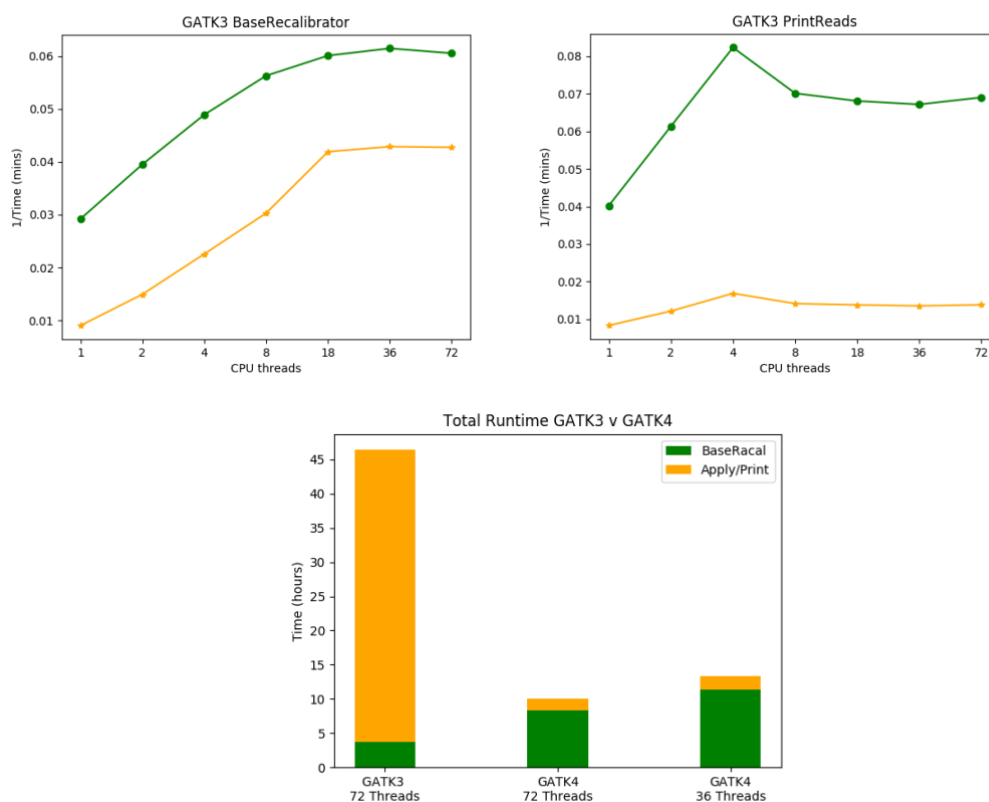 GATK3 BaseRecalibrator
0.06
0.05
0.04
0.03
0.02
0.01
1/Time (mins)
1 2 4 8 18 36 72
CPU threads
GATK3 PrintReads
0.08
0.07
0.06
0.05
0.04
0.03
0.02
0.01
1/Time (mins)
1 2 4 8 18 36 72
CPU threads
Total Runtime GATK3 v GATK4
BaseRacal
Apply/Print
45
40
35
30
25
20
15
10
5
0
Time (hours)
GATK3 GATK4 GATK4
72 Threads 72 Threads 36 Threads